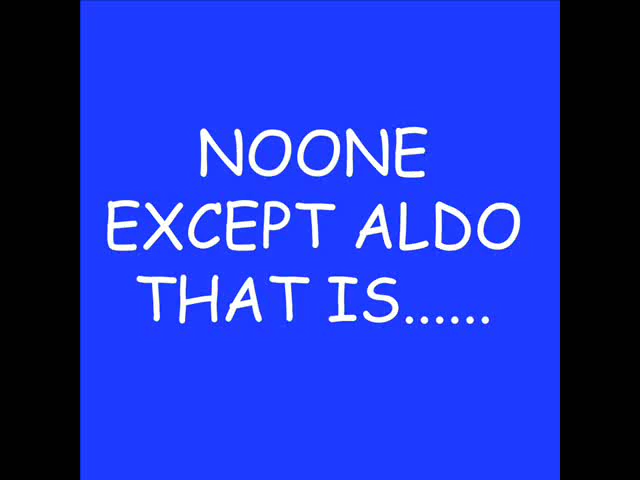 NOONE
EXCEPT ALDO
THAT IS......